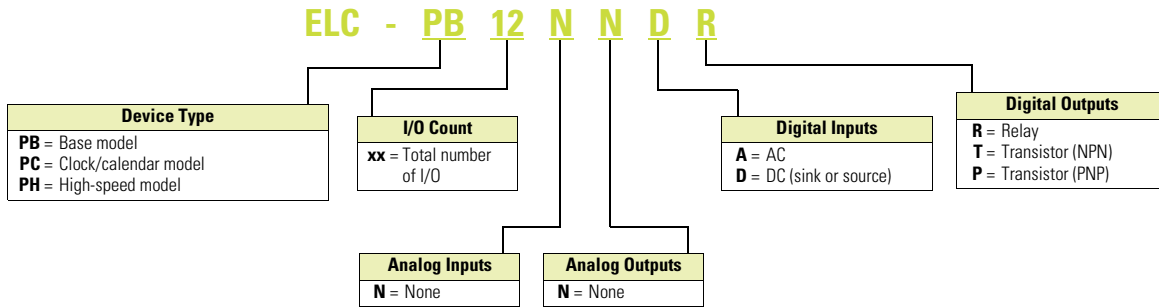 ELC - PB 12 N N D R
Device Type
PB = Base model
PC = Clock/calendar model
PH = High-speed model
I/O Count
xx = Total number
of I/O
Digital Inputs
A = AC
D = DC (sink or source)
Digital Outputs
R = Relay
T = Transistor (NPN)
P = Transistor (PNP)
Analog Inputs
N = None
Analog Outputs
N = None